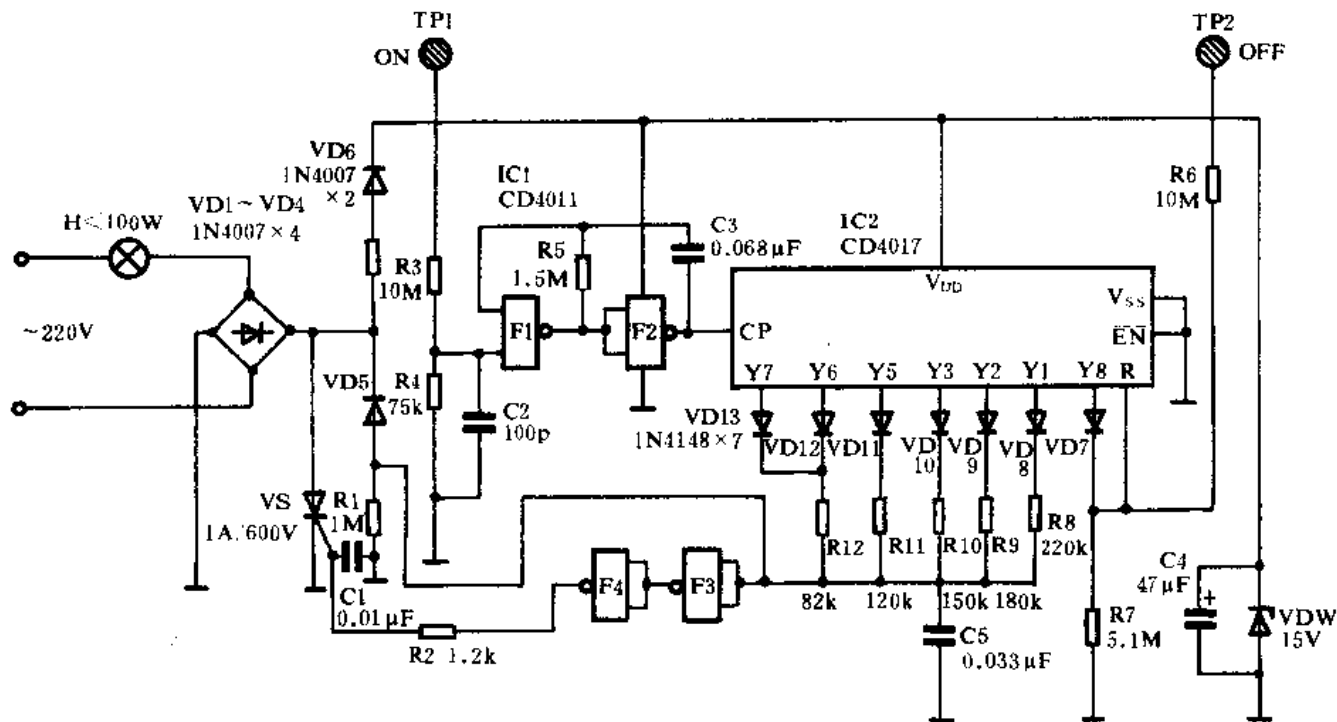 TP1
ON
TP2
OFF
VD6
1N4007
×2
IC1
CD4011
VD1~VD4
1N4007×4
H<100W
R3
10M
R5
1.5M
C3
0.068μF
IC2
CD4017
R6
10M
~220V
F1
F2
CP
VDD
VSS
EN
Y7
Y6
Y5
Y3
Y2
Y1
Y8
R
VD5
R4
75k
C2
100p
VD13
1N4148×7
VD12
VD11
VD
10
VD
9
VD
8
VD7
VS
1A/600V
R1
1M
C1
0.01μF
R2 1.2k
F4
F3
R12
R11
R10
R9
R8
220k
82k
120k
150k
180k
C5
0.033μF
R7
5.1M
C4
47μF
+
VDW
15V